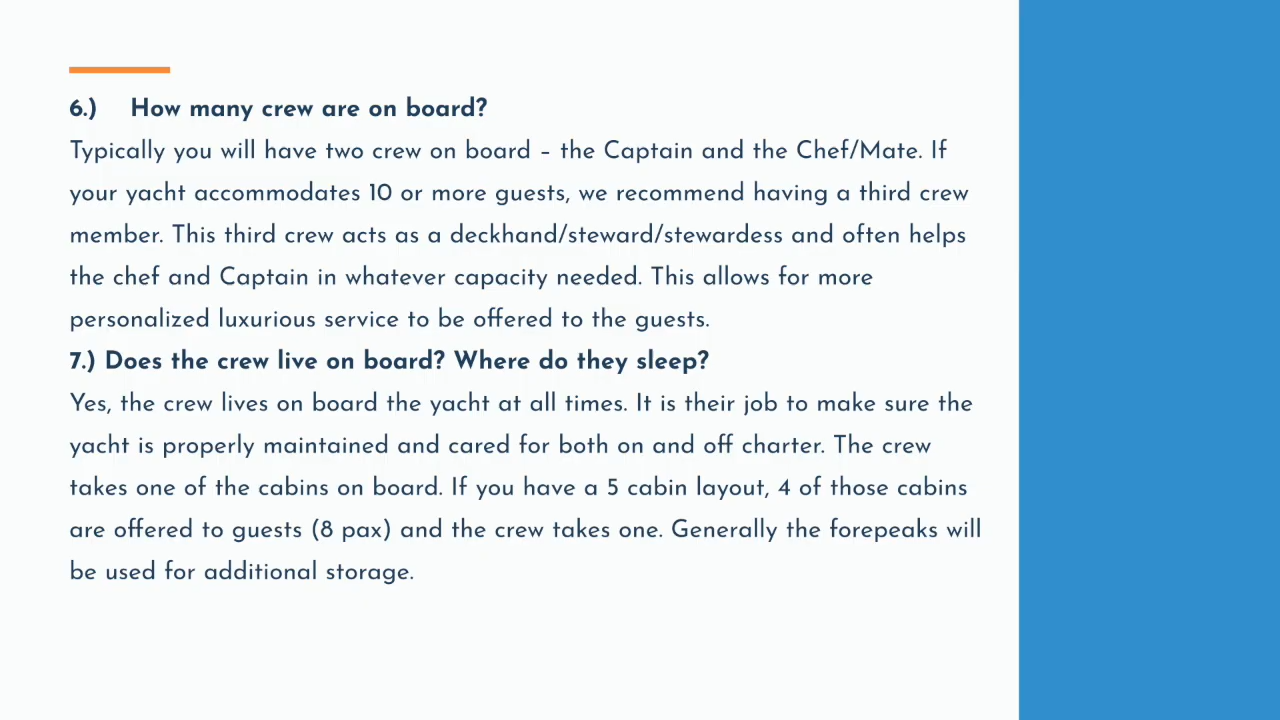 6.) How many crew are on board?
Typically you will have two crew on board – the Captain and the Chef/Mate. If
your yacht accommodates 10 or more guests, we recommend having a third crew
member. This third crew acts as a deckhand/steward/stewardess and often helps
the chef and Captain in whatever capacity needed. This allows for more
personalized luxurious service to be offered to the guests.
7.) Does the crew live on board? Where do they sleep?
Yes, the crew lives on board the yacht at all times. It is their job to make sure the
yacht is properly maintained and cared for both on and off charter. The crew
takes one of the cabins on board. If you have a 5 cabin layout, 4 of those cabins
are offered to guests (8 pax) and the crew takes one. Generally the forepeaks will
be used for additional storage.